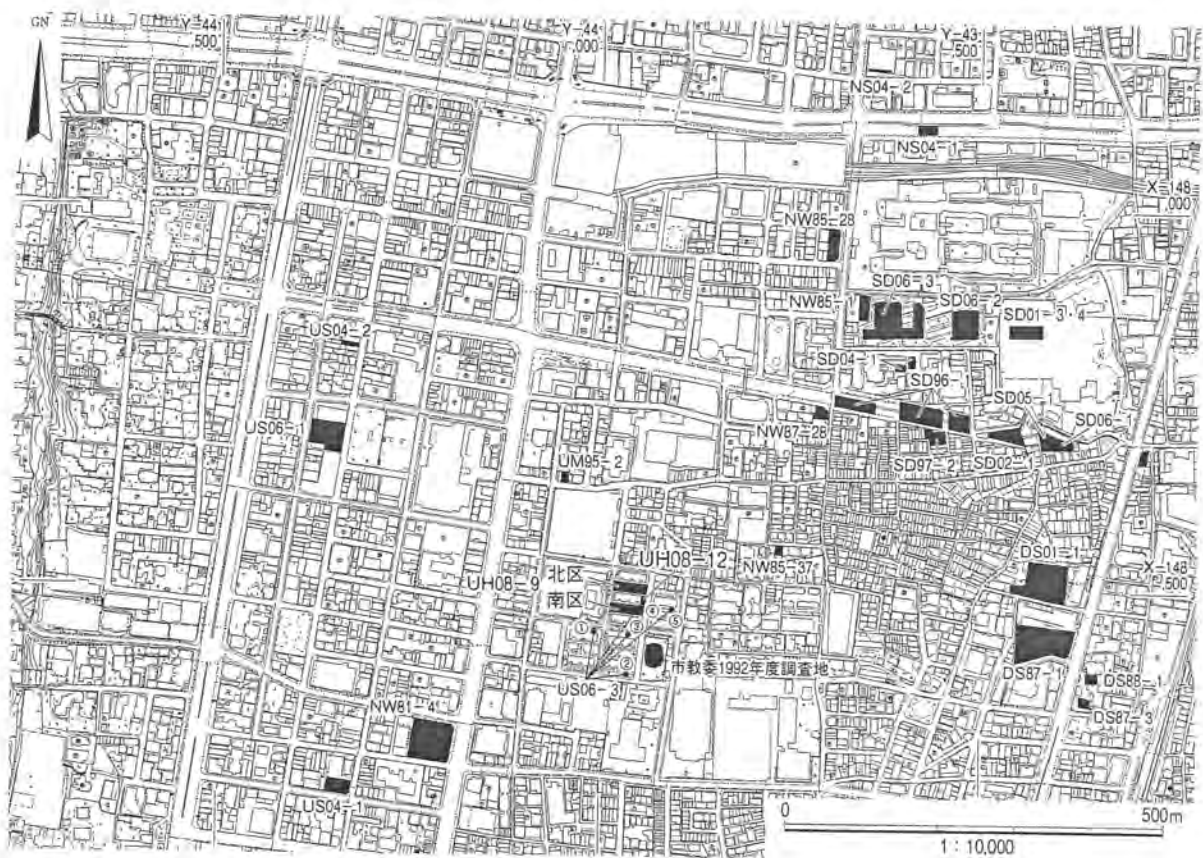 GN
Y-44
,500
Y-44
,000
Y-43
,500
NS04-2
NS04-1
X-148
,000
NW85-28
SD06-3
NW85-1
SD06-2
SD01-3・4
US04-2
SD04-1
SD96-1
SD05-1
US06-1
NW87-28
SD06-1
UM95-2
SD97-2
SD02-1
UH08-12
NW85-37
DS01-1
X-148
,500
UH08-9
北区
南区
④
⑤
①
③
②
市教委1992年度調査地
US06-3
DS87-1
DS88-1
NW81-4
DS87-3
US04-1
0
500m
1:10,000